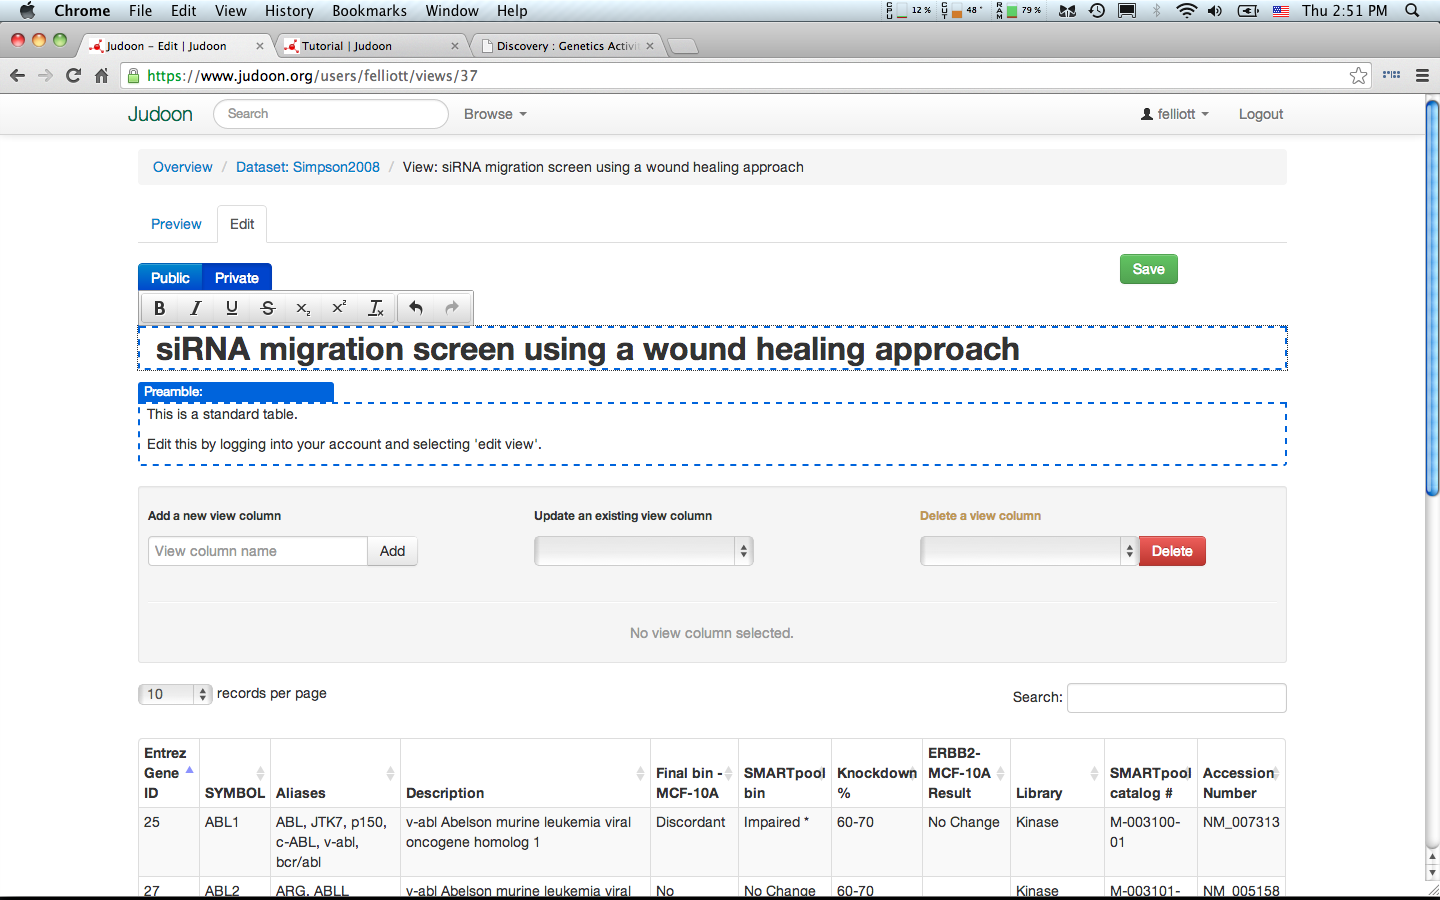 Chrome File Edit View History Bookmarks Window Help CPU 12 % CUT 48 ° RAM 79 % Thu 2:51 PM
Judoon – Edit | Judoon Tutorial | Judoon Discovery : Genetics Activi
https://www.judoon.org/users/felliott/views/37
Judoon Search Browse felliott Logout
Overview / Dataset: Simpson2008 / View: siRNA migration screen using a wound healing approach
Preview Edit
Public Private Save
B I U S x₂ x² Tx
siRNA migration screen using a wound healing approach
Preamble:
This is a standard table.
Edit this by logging into your account and selecting 'edit view'.
Add a new view column Update an existing view column Delete a view column
View column name Add Delete
No view column selected.
10 records per page Search:
Entrez ERBB2-
Gene Final bin - SMARTpool Knockdown MCF-10A SMARTpool Accession
ID SYMBOL Aliases Description MCF-10A bin % Result Library catalog # Number
25 ABL1 ABL, JTK7, p150, v-abl Abelson murine leukemia viral Discordant Impaired * 60-70 No Change Kinase M-003100- NM_007313
c-ABL, v-abl, oncogene homolog 1 01
bcr/abl
27 ABL2 ARG, ABLL v-abl Abelson murine leukemia viral No No Change 60-70 Kinase M-003101- NM_005158